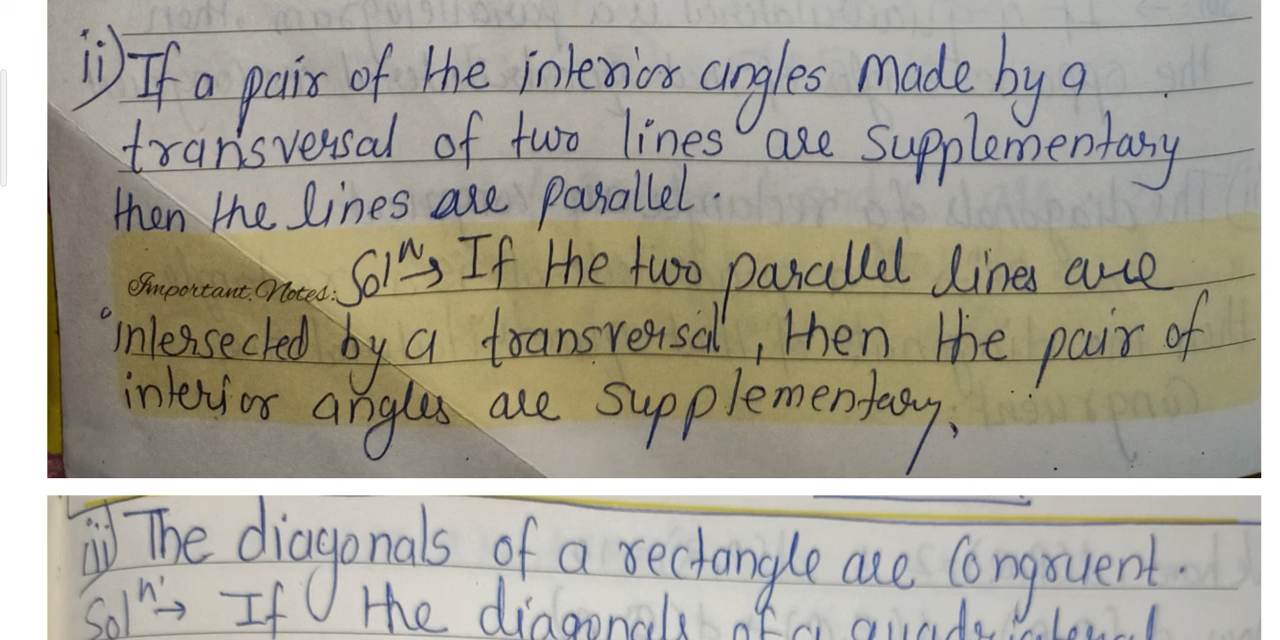 ii) If a pair of the interior angles made by a
transversal of two lines are supplementary
then the lines are parallel.
Important Notes: Solⁿ→ If the two parallel lines are
intersected by a transversal, then the pair of
interior angles are supplementary,
iii) The diagonals of a rectangle are Congruent.
Solⁿ→ If the diagonals of a quadrilateral